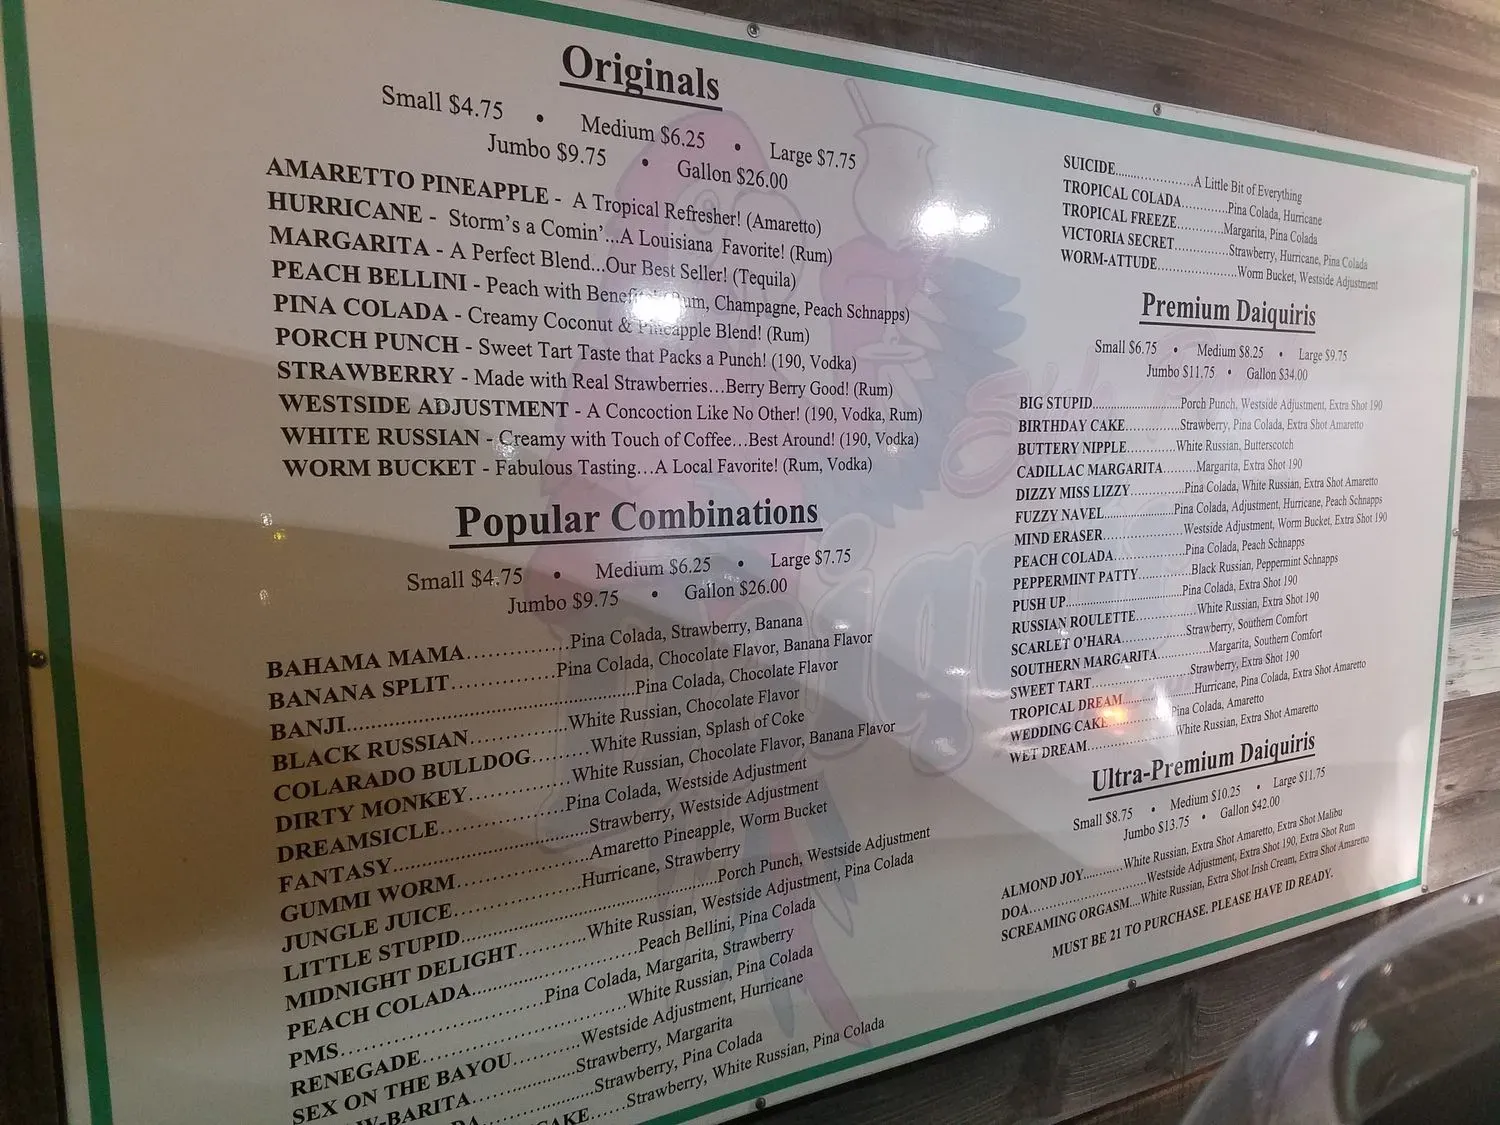 Originals
Small $4.75 • Medium $6.25 • Large $7.75
Jumbo $9.75 • Gallon $26.00
AMARETTO PINEAPPLE - A Tropical Refresher! (Amaretto)
HURRICANE - Storm's a Comin'...A Louisiana Favorite! (Rum)
MARGARITA - A Perfect Blend...Our Best Seller! (Tequila)
PEACH BELLINI - Peach with Benefits! (Rum, Champagne, Peach Schnapps)
PINA COLADA - Creamy Coconut & Pineapple Blend! (Rum)
PORCH PUNCH - Sweet Tart Taste that Packs a Punch! (190, Vodka)
STRAWBERRY - Made with Real Strawberries...Berry Berry Good! (Rum)
WESTSIDE ADJUSTMENT - A Concoction Like No Other! (190, Vodka, Rum)
WHITE RUSSIAN - Creamy with Touch of Coffee...Best Around! (190, Vodka)
WORM BUCKET - Fabulous Tasting...A Local Favorite! (Rum, Vodka)
Popular Combinations
Small $4.75 • Medium $6.25 • Large $7.75
Jumbo $9.75 • Gallon $26.00
BAHAMA MAMA...............Pina Colada, Strawberry, Banana
BANANA SPLIT...............Pina Colada, Chocolate Flavor, Banana Flavor
BANJI..........................................Pina Colada, Chocolate Flavor
BLACK RUSSIAN...............White Russian, Chocolate Flavor
COLARADO BULLDOG.........White Russian, Splash of Coke
DIRTY MONKEY...............White Russian, Chocolate Flavor, Banana Flavor
DREAMSICLE..................Pina Colada, Westside Adjustment
FANTASY.............................Strawberry, Westside Adjustment
GUMMI WORM...................Amaretto Pineapple, Worm Bucket
JUNGLE JUICE...................Hurricane, Strawberry
LITTLE STUPID.....................................Porch Punch, Westside Adjustment
MIDNIGHT DELIGHT..........White Russian, Westside Adjustment, Pina Colada
PEACH COLADA........................Peach Bellini, Pina Colada
PMS.............................Pina Colada, Margarita, Strawberry
RENEGADE.............................White Russian, Pina Colada
SEX ON THE BAYOU.............Westside Adjustment, Hurricane
W-BARITA...............Strawberry, Margarita
DA.....................Strawberry, Pina Colada
CAKE......Strawberry, White Russian, Pina Colada
SUICIDE....................A Little Bit of Everything
TROPICAL COLADA...........Pina Colada, Hurricane
TROPICAL FREEZE............Margarita, Pina Colada
VICTORIA SECRET...............Strawberry, Hurricane, Pina Colada
WORM-ATTUDE......................Worm Bucket, Westside Adjustment
Premium Daiquiris
Small $6.75 • Medium $8.25 • Large $9.75
Jumbo $11.75 • Gallon $34.00
BIG STUPID..............................Porch Punch, Westside Adjustment, Extra Shot 190
BIRTHDAY CAKE...............Strawberry, Pina Colada, Extra Shot Amaretto
BUTTERY NIPPLE..............White Russian, Butterscotch
CADILLAC MARGARITA.........Margarita, Extra Shot 190
DIZZY MISS LIZZY...............Pina Colada, White Russian, Extra Shot Amaretto
FUZZY NAVEL.....................Pina Colada, Adjustment, Hurricane, Peach Schnapps
MIND ERASER.....................Westside Adjustment, Worm Bucket, Extra Shot 190
PEACH COLADA.....................Pina Colada, Peach Schnapps
PEPPERMINT PATTY...............Black Russian, Peppermint Schnapps
PUSH UP..................................Pina Colada, Extra Shot 190
RUSSIAN ROULETTE..................White Russian, Extra Shot 190
SCARLET O'HARA..................Strawberry, Southern Comfort
SOUTHERN MARGARITA...............Margarita, Southern Comfort
SWEET TART..............................Strawberry, Extra Shot 190
TROPICAL DREAM.....................Hurricane, Pina Colada, Extra Shot Amaretto
WEDDING CAKE..................Pina Colada, Amaretto
WET DREAM........................White Russian, Extra Shot Amaretto
Ultra-Premium Daiquiris
Small $8.75 • Medium $10.25 • Large $11.75
Jumbo $13.75 • Gallon $42.00
ALMOND JOY............White Russian, Extra Shot Amaretto, Extra Shot Malibu
DOA........................Westside Adjustment, Extra Shot 190, Extra Shot Rum
SCREAMING ORGASM....White Russian, Extra Shot Irish Cream, Extra Shot Amaretto
MUST BE 21 TO PURCHASE. PLEASE HAVE ID READY.